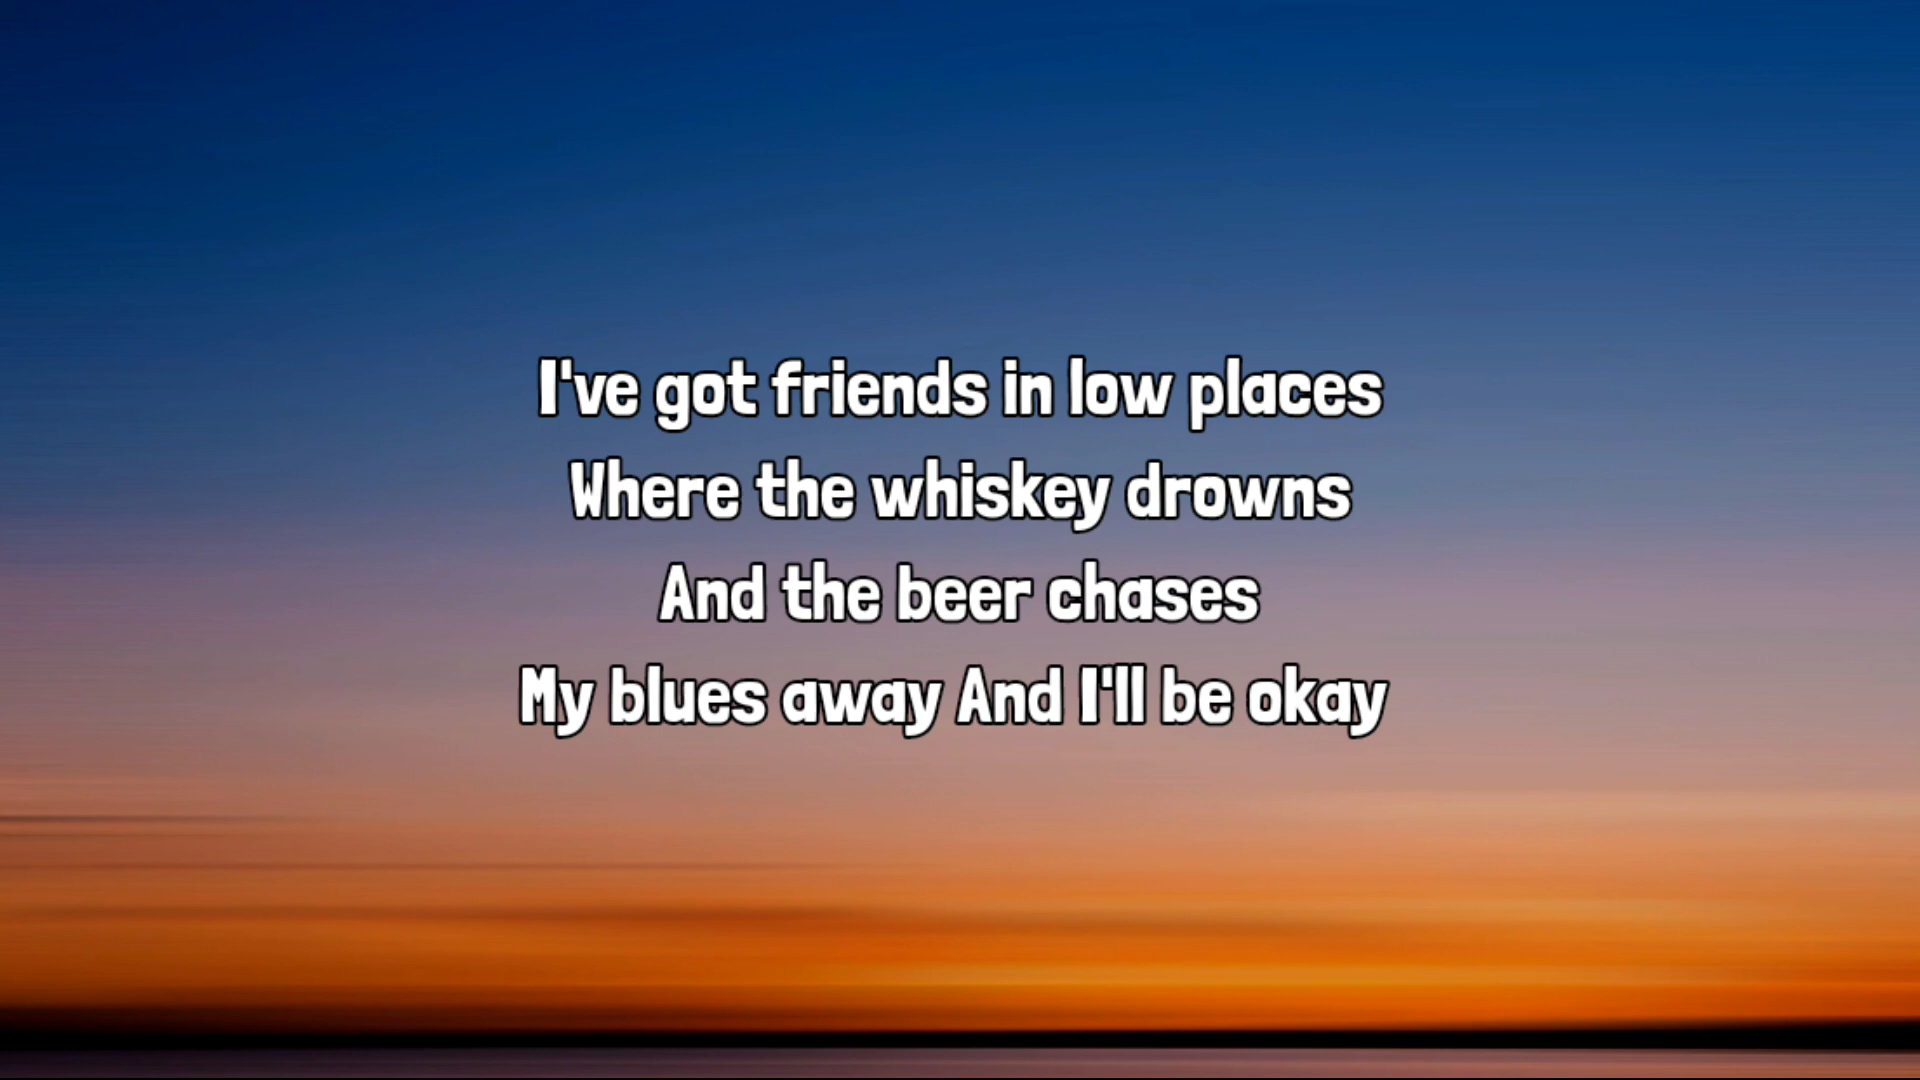 I've got friends in low places
Where the whiskey drowns
And the beer chases
My blues away And I'll be okay